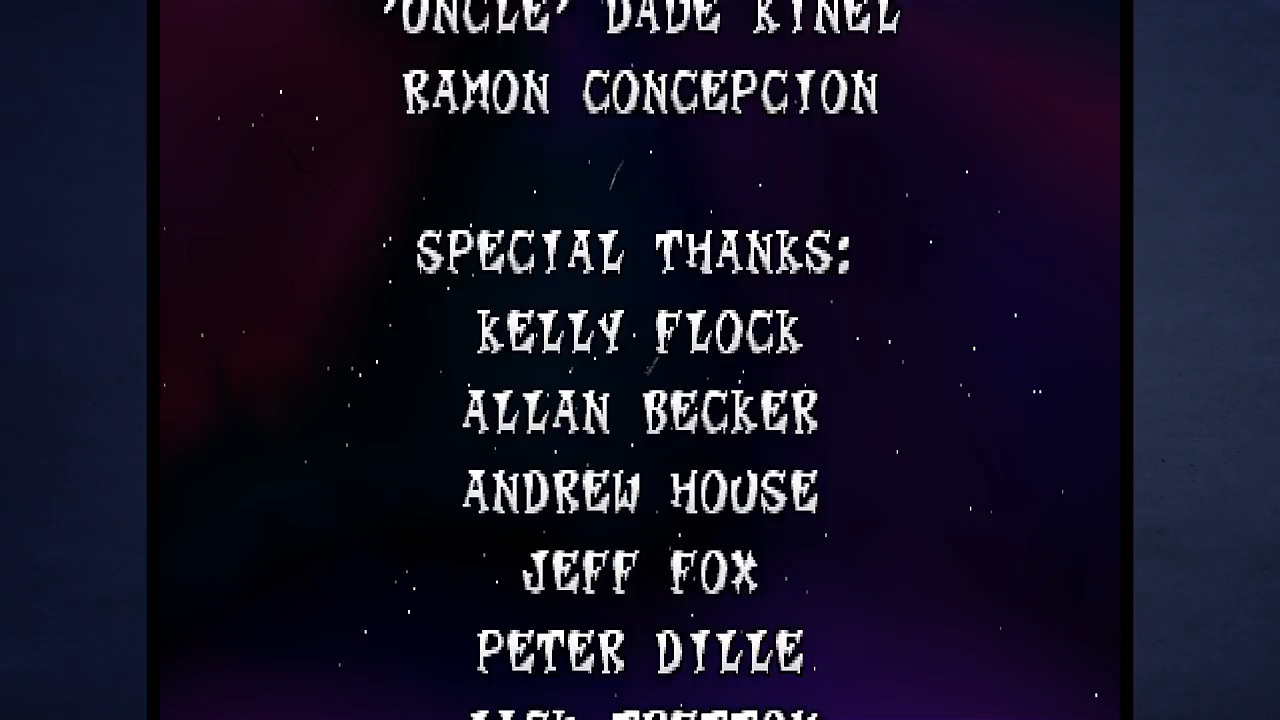 'UNCLE' DADE KINEL
RAMON CONCEPCION
SPECIAL THANKS:
KELLY FLOCK
ALLAN BECKER
ANDREW HOUSE
JEFF FOX
PETER DILLE